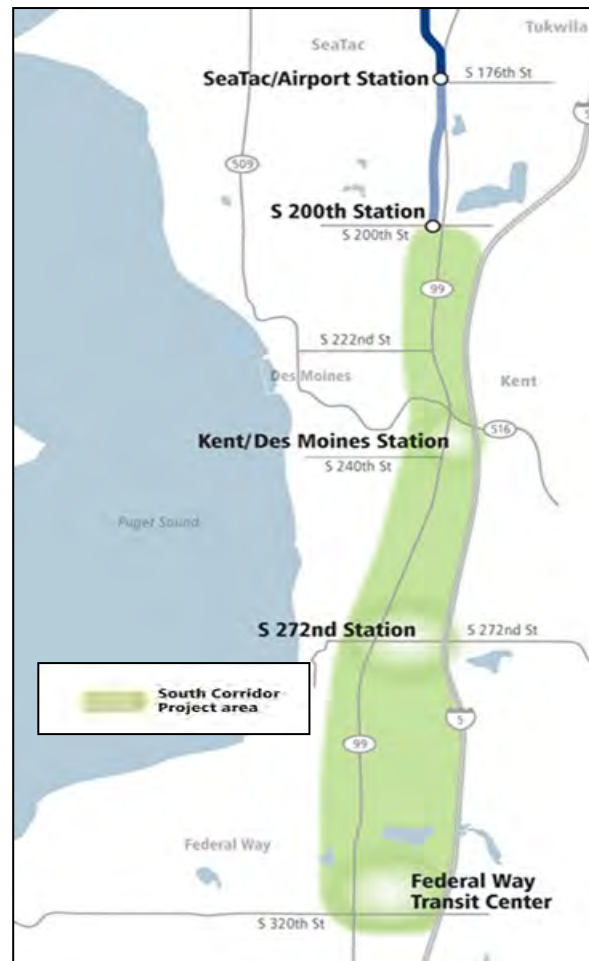 Tukwila
SeaTac
SeaTac/Airport Station
S 176th St
5
509
S 200th Station
S 200th St
99
S 222nd St
Des Moines
Kent
516
Kent/Des Moines Station
S 240th St
Puget Sound
S 272nd Station
S 272nd St
South Corridor
Project area
5
99
Federal Way
Federal Way
Transit Center
S 320th St